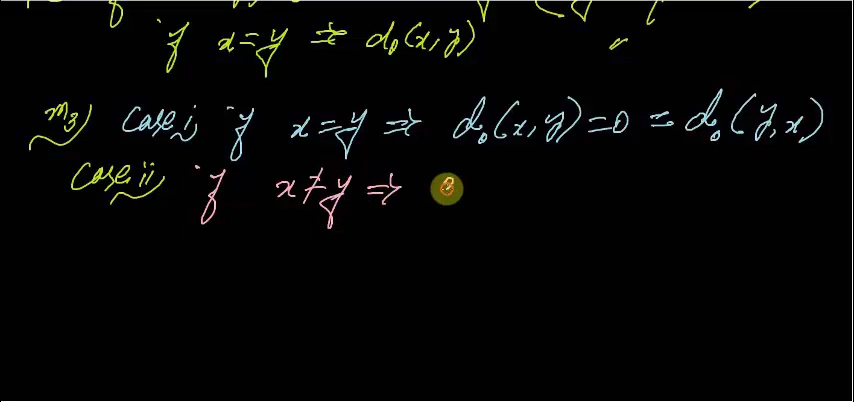 if x = y ⇒ d₀(x, y)
m₃) Case i, if x = y ⇒ d₀(x, y) = 0 = d₀(y, x)
Case ii, if x ≠ y ⇒